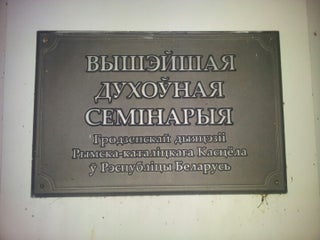 ВЫШЭЙШАЯ
ДУХОЎНАЯ
СЕМІНАРЫЯ
Гродзенскай дыяцэзіі
Рымска-каталіцкага Касцёла
ў Рэспубліцы Беларусь